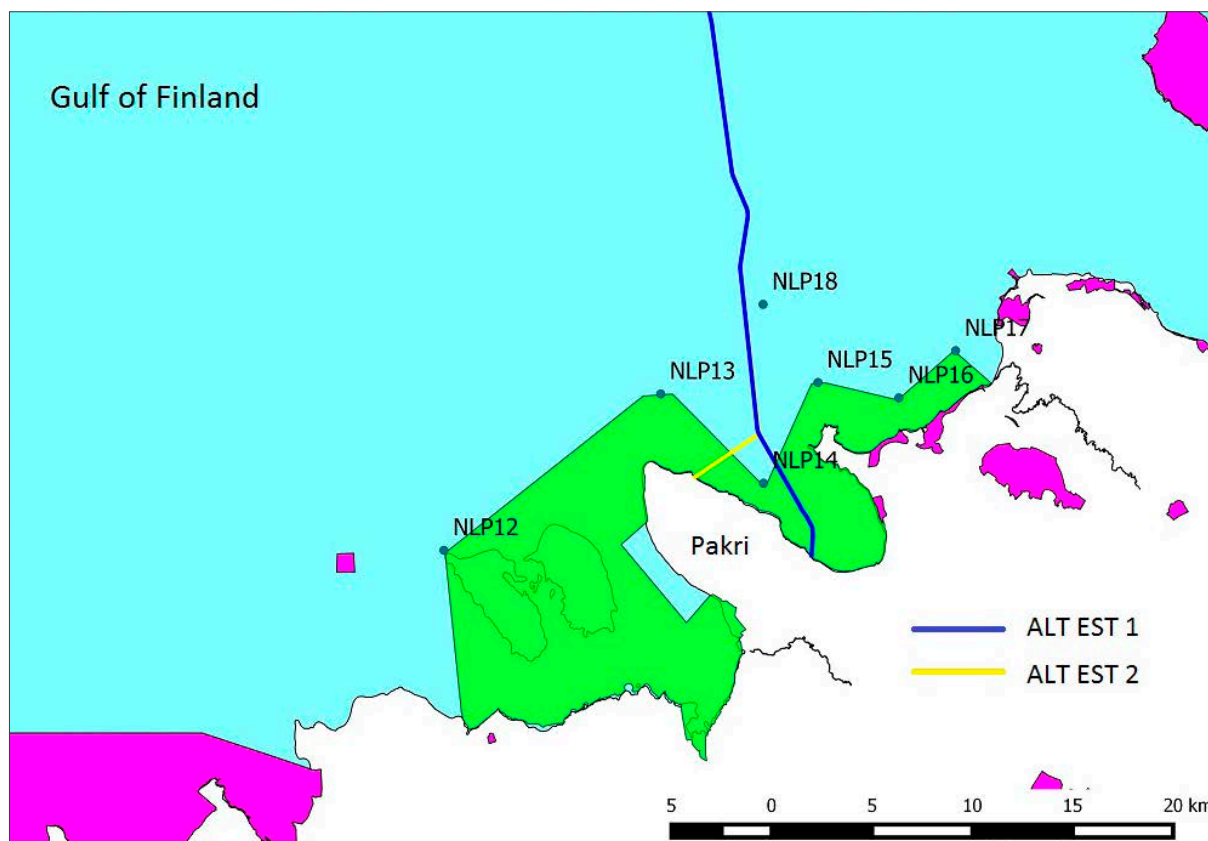 Gulf of Finland
NLP18
NLP17
NLP13
NLP15
NLP16
NLP14
NLP12
Pakri
ALT EST 1
ALT EST 2
5 0 5 10 15 20 km